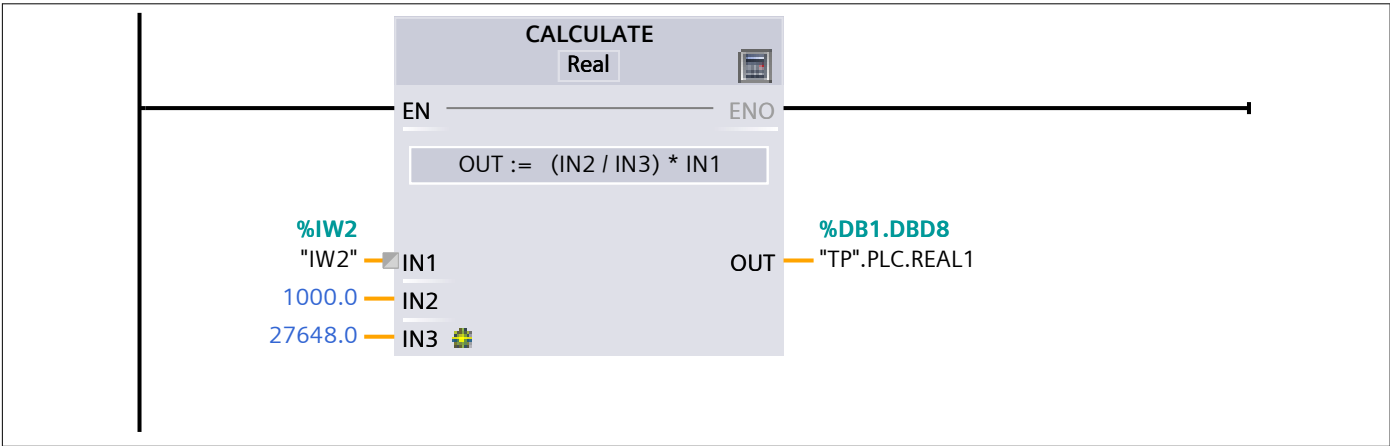 CALCULATE
Real
EN ENO
OUT := (IN2 / IN3) * IN1
%IW2 %DB1.DBD8
"IW2" IN1 OUT "TP".PLC.REAL1
1000.0 IN2
27648.0 IN3